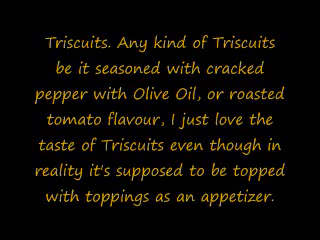 Triscuits. Any kind of Triscuits
be it seasoned with cracked
pepper with Olive Oil, or roasted
tomato flavour, I just love the
taste of Triscuits even though in
reality it's supposed to be topped
with toppings as an appetizer.